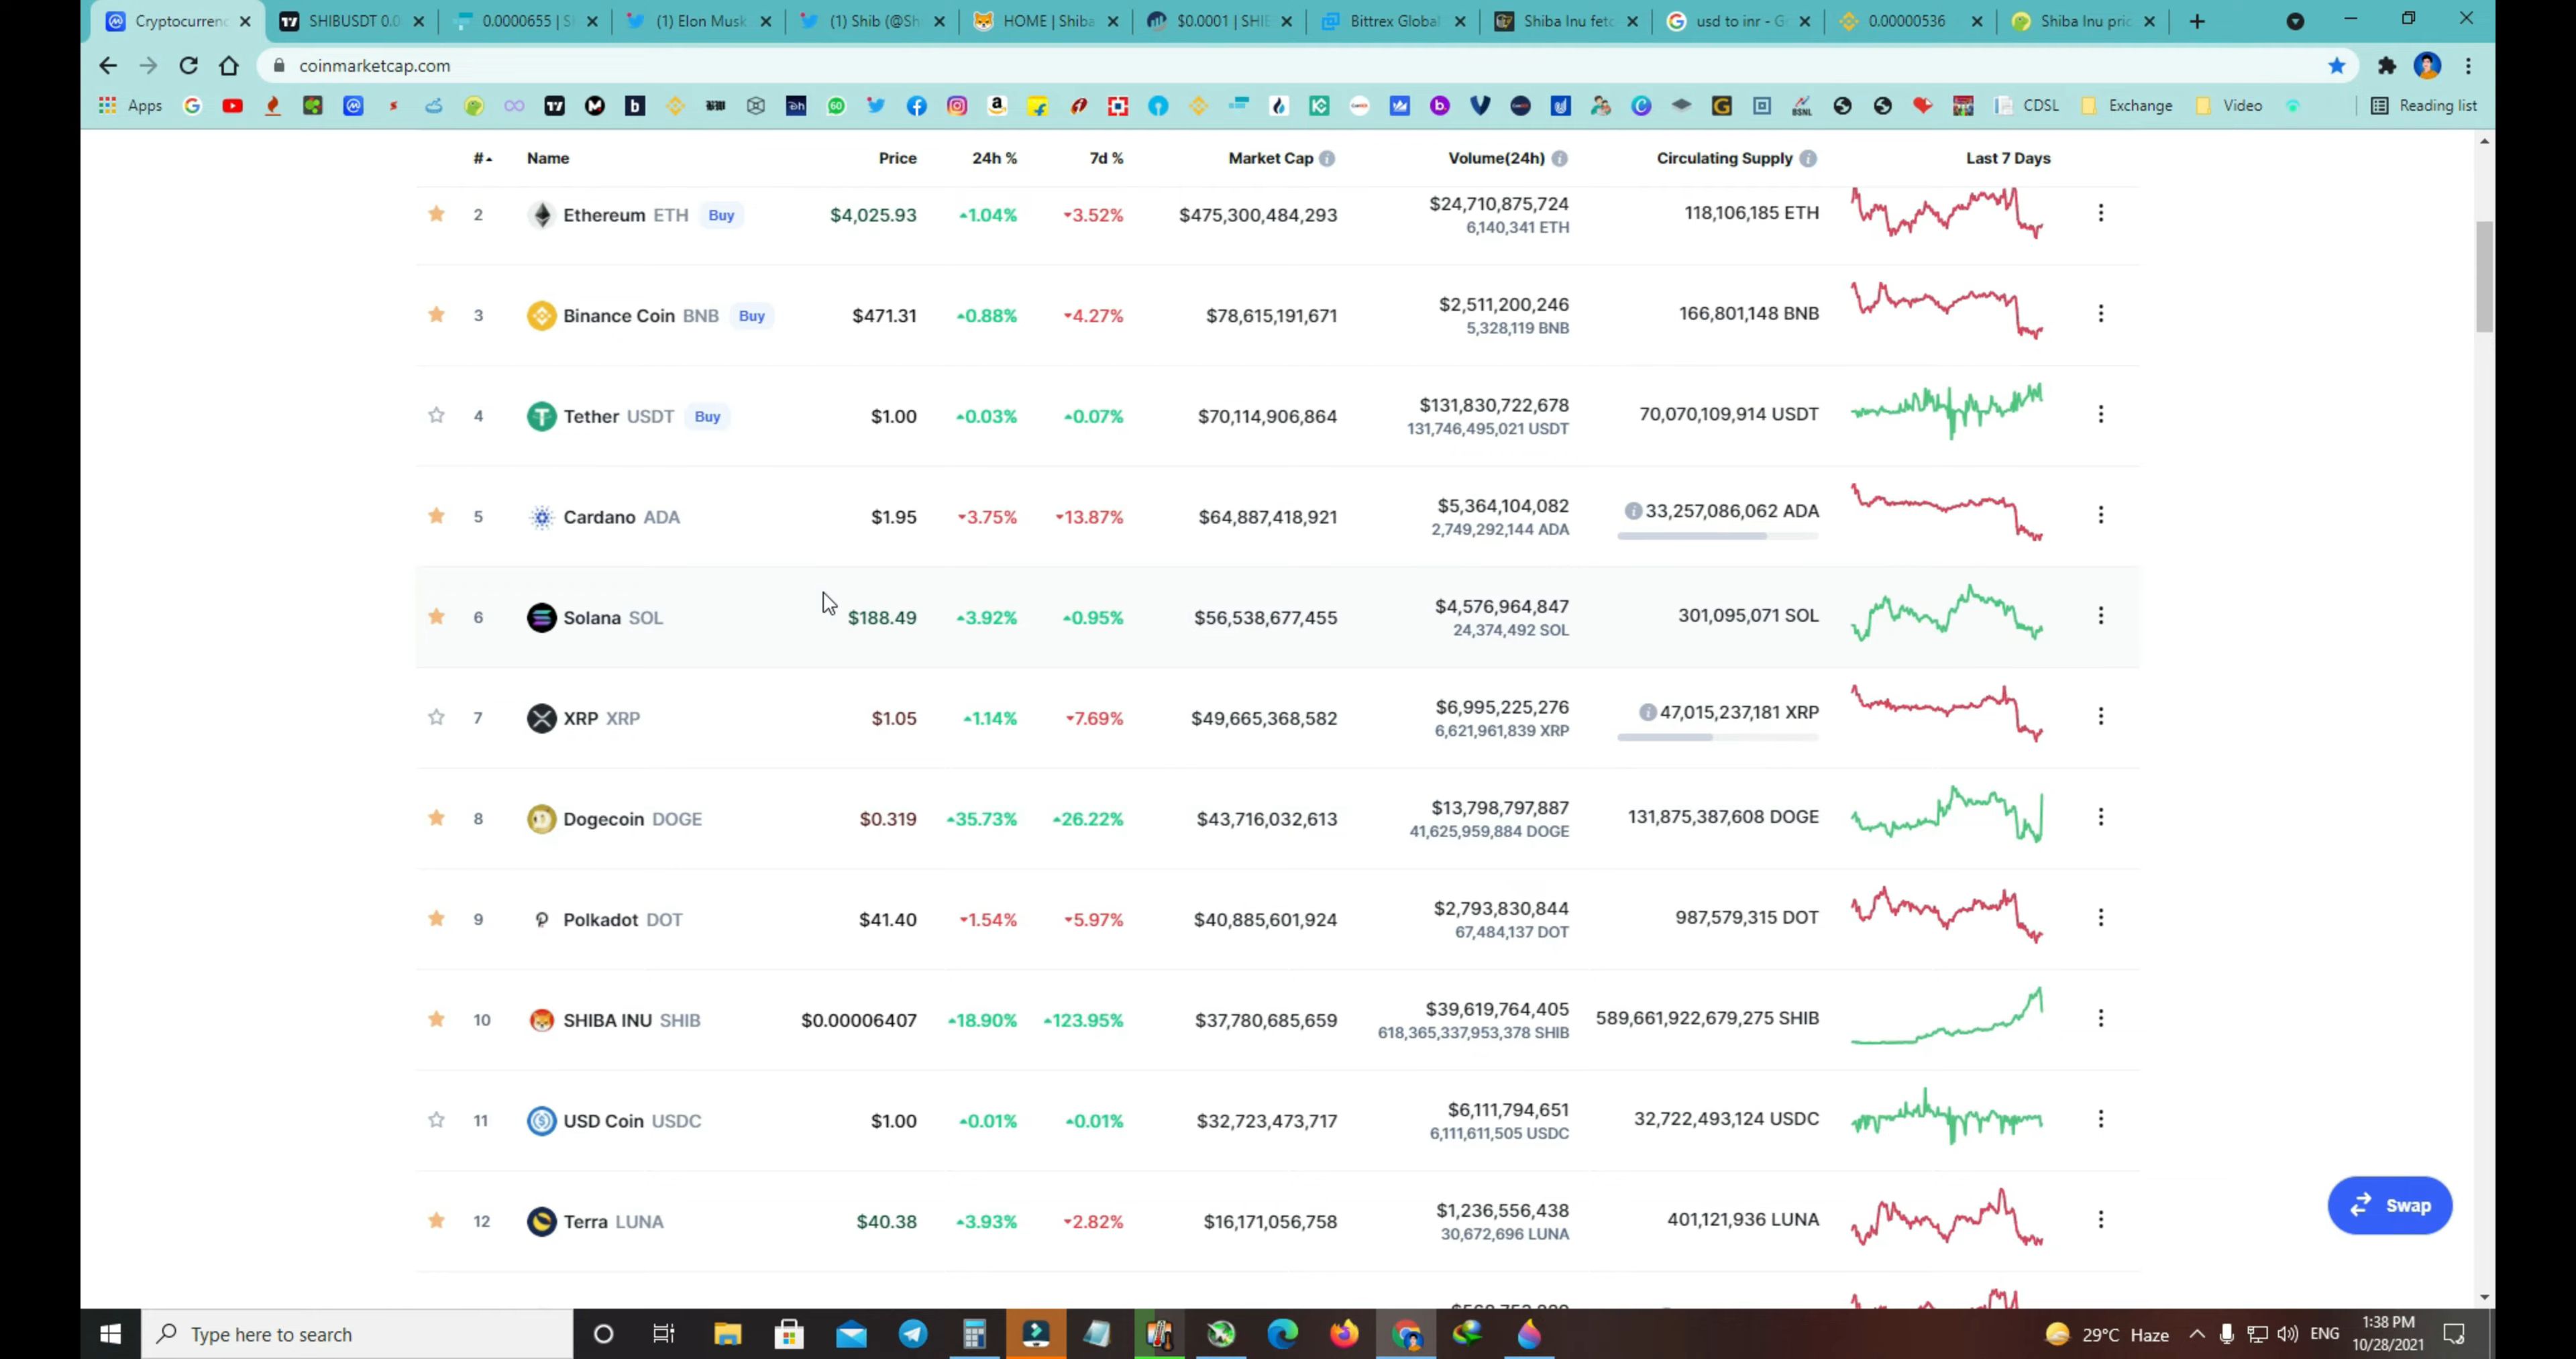 Cryptocurrenc
SHIBUSDT 0.0
0.0000655 | S
(1) Elon Musk
(1) Shib (@Sh
HOME | Shiba
$0.0001 | SHIB
Bittrex Global
Shiba Inu fetc
usd to inr - G
0.00000536
Shiba Inu pric
coinmarketcap.com
Apps
CDSL
Exchange
Video
Reading list
# Name Price 24h % 7d % Market Cap Volume(24h) Circulating Supply Last 7 Days
2 Ethereum ETH Buy $4,025.93 1.04% 3.52% $475,300,484,293 $24,710,875,724 118,106,185 ETH
6,140,341 ETH
3 Binance Coin BNB Buy $471.31 0.88% 4.27% $78,615,191,671 $2,511,200,246 166,801,148 BNB
5,328,119 BNB
4 Tether USDT Buy $1.00 0.03% 0.07% $70,114,906,864 $131,830,722,678 70,070,109,914 USDT
131,746,495,021 USDT
5 Cardano ADA $1.95 3.75% 13.87% $64,887,418,921 $5,364,104,082 33,257,086,062 ADA
2,749,292,144 ADA
6 Solana SOL $188.49 3.92% 0.95% $56,538,677,455 $4,576,964,847 301,095,071 SOL
24,374,492 SOL
7 XRP XRP $1.05 1.14% 7.69% $49,665,368,582 $6,995,225,276 47,015,237,181 XRP
6,621,961,839 XRP
8 Dogecoin DOGE $0.319 35.73% 26.22% $43,716,032,613 $13,798,797,887 131,875,387,608 DOGE
41,625,959,884 DOGE
9 Polkadot DOT $41.40 1.54% 5.97% $40,885,601,924 $2,793,830,844 987,579,315 DOT
67,484,137 DOT
10 SHIBA INU SHIB $0.00006407 18.90% 123.95% $37,780,685,659 $39,619,764,405 589,661,922,679,275 SHIB
618,365,337,953,378 SHIB
11 USD Coin USDC $1.00 0.01% 0.01% $32,723,473,717 $6,111,794,651 32,722,493,124 USDC
6,111,611,505 USDC
12 Terra LUNA $40.38 3.93% 2.82% $16,171,056,758 $1,236,556,438 401,121,936 LUNA
30,672,696 LUNA
Swap
Type here to search
29°C Haze
ENG
1:38 PM
10/28/2021